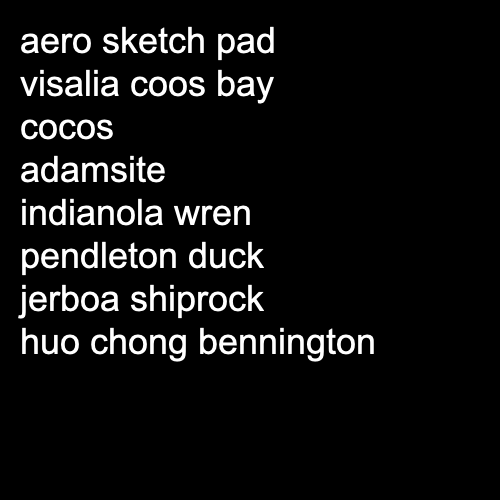 aero sketch pad
visalia coos bay
cocos
adamsite
indianola wren
pendleton duck
jerboa shiprock
huo chong bennington